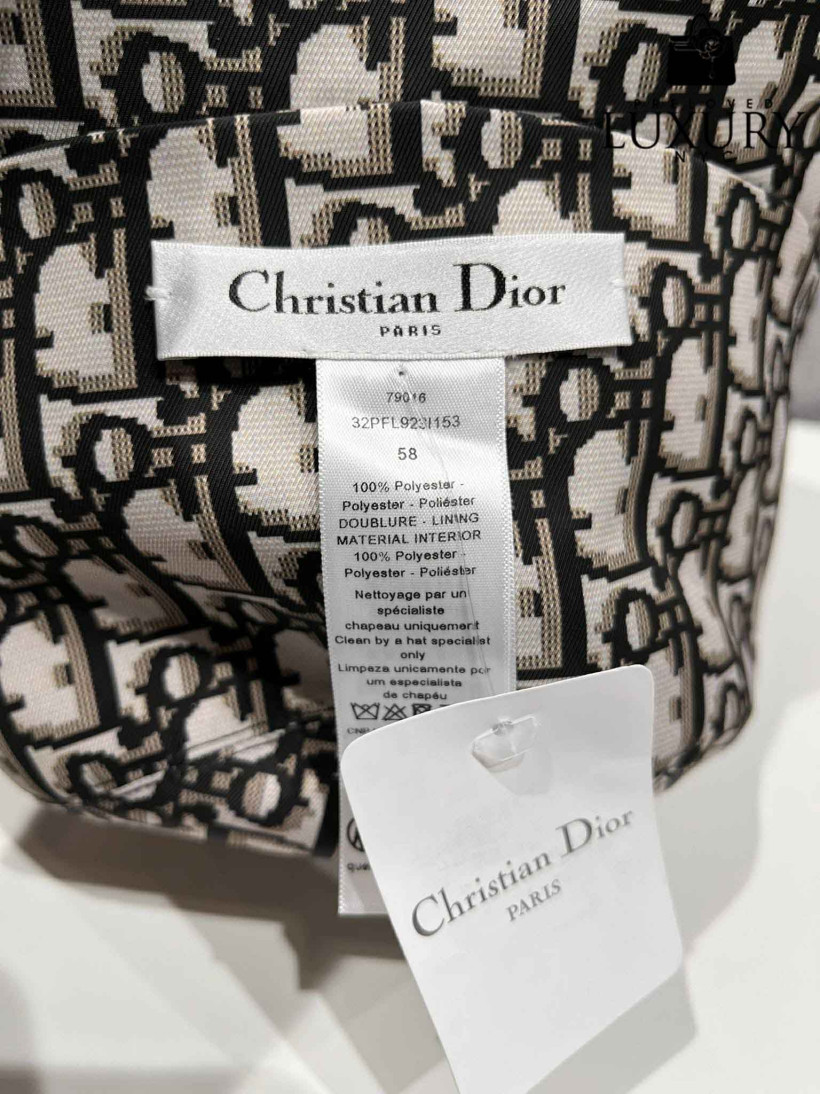 PRELOVED
LUXURY
NYC
Christian Dior
PARIS
79016
58
100% Polyester -
Polyester - Poliéster
DOUBLURE - LINING
MATERIAL INTERIOR
100% Polyester -
Polyester - Poliéster
Nettoyage par un
spécialiste
chapeau uniquement
Clean by a hat specialist
only
Limpeza unicamente por
um especialista
de chapéu
Christian Dior
PARIS